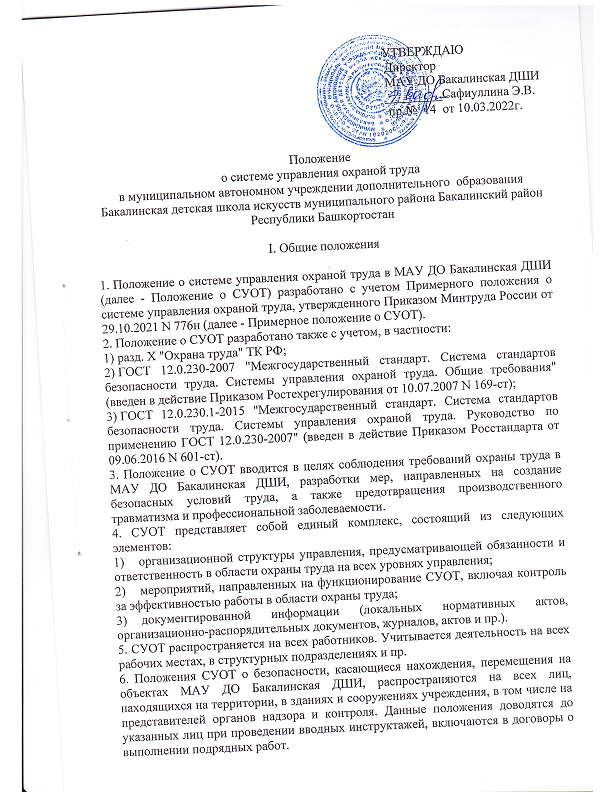 УТВЕРЖДАЮ
Директор
МАУ ДО Бакалинская ДШИ
Сафиуллина Э.В.
пр № 14 от 10.03.2022г.
Положение
о системе управления охраной труда
в муниципальном автономном учреждении дополнительного образования
Бакалинская детская школа искусств муниципального района Бакалинский район
Республики Башкортостан
I. Общие положения
1. Положение о системе управления охраной труда в МАУ ДО Бакалинская ДШИ
(далее - Положение о СУОТ) разработано с учетом Примерного положения о
системе управления охраной труда, утвержденного Приказом Минтруда России от
29.10.2021 N 776н (далее - Примерное положение о СУОТ).
2. Положение о СУОТ разработано также с учетом, в частности:
1) разд. X "Охрана труда" ТК РФ;
2) ГОСТ 12.0.230-2007 "Межгосударственный стандарт. Система стандартов
безопасности труда. Системы управления охраной труда. Общие требования"
(введен в действие Приказом Ростехрегулирования от 10.07.2007 N 169-ст);
3) ГОСТ 12.0.230.1-2015 "Межгосударственный стандарт. Система стандартов
безопасности труда. Системы управления охраной труда. Руководство по
применению ГОСТ 12.0.230-2007" (введен в действие Приказом Росстандарта от
09.06.2016 N 601-ст).
3. Положение о СУОТ вводится в целях соблюдения требований охраны труда в
МАУ ДО Бакалинская ДШИ, разработки мер, направленных на создание
безопасных условий труда, а также предотвращения производственного
травматизма и профессиональной заболеваемости.
4. СУОТ представляет собой единый комплекс, состоящий из следующих
элементов:
1) организационной структуры управления, предусматривающей обязанности и
ответственность в области охраны труда на всех уровнях управления;
2) мероприятий, направленных на функционирование СУОТ, включая контроль
за эффективностью работы в области охраны труда;
3) документированной информации (локальных нормативных актов,
организационно-распорядительных документов, журналов, актов и пр.).
5. СУОТ распространяется на всех работников. Учитывается деятельность на всех
рабочих местах, в структурных подразделениях и пр.
6. Положения СУОТ о безопасности, касающиеся нахождения, перемещения на
объектах МАУ ДО Бакалинская ДШИ, распространяются на всех лиц,
находящихся на территории, в зданиях и сооружениях учреждения, в том числе на
представителей органов надзора и контроля. Данные положения доводятся до
указанных лиц при проведении вводных инструктажей, включаются в договоры о
выполнении подрядных работ.